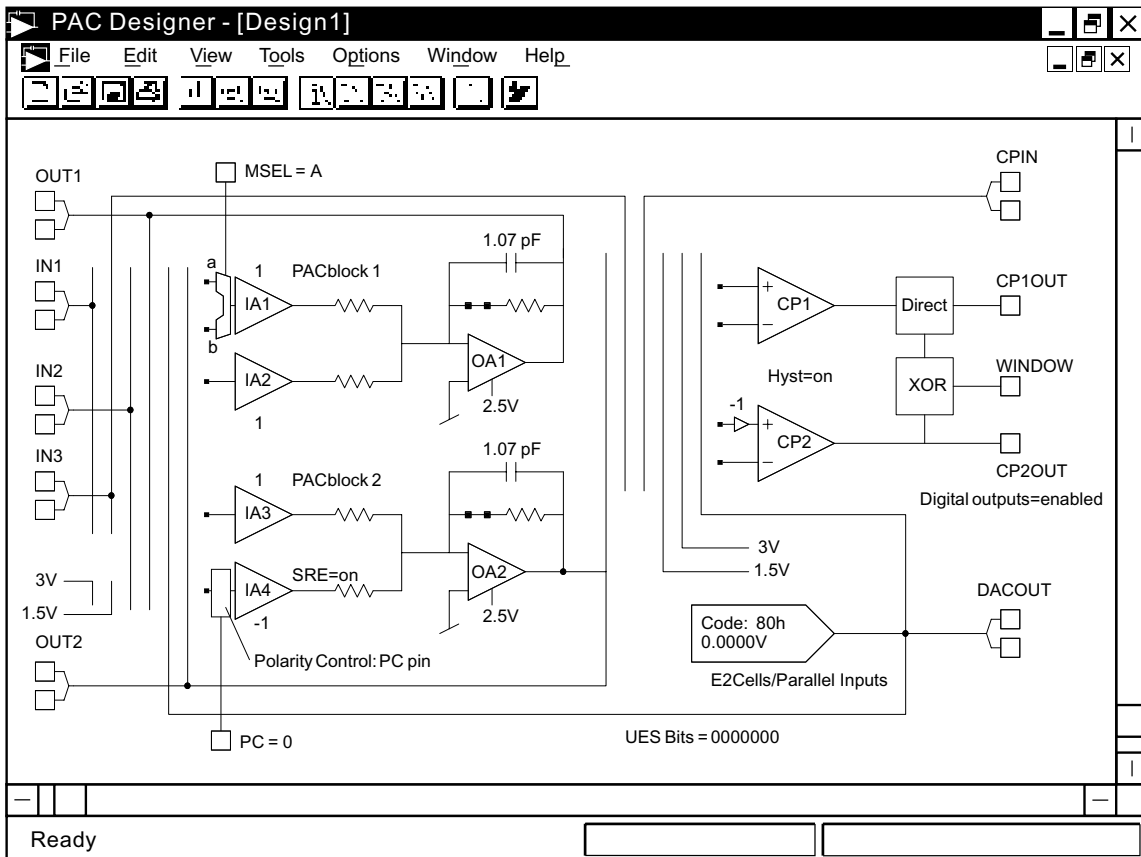 PAC Designer - [Design1]
File Edit View Tools Options Window Help
OUT1
MSEL = A
CPIN
1.07 pF
IN1
a
1
PACblock 1
IA1
b
CP1
+
−
Direct
CP1OUT
OA1
2.5V
IN2
IA2
1
Hyst=on
XOR
WINDOW
-1
+
−
CP2
CP2OUT
Digital outputs=enabled
IN3
1
PACblock 2
1.07 pF
IA3
OA2
2.5V
3V
1.5V
IA4
SRE=on
-1
3V
1.5V
Polarity Control: PC pin
OUT2
Code: 80h
0.0000V
E2Cells/Parallel Inputs
DACOUT
PC = 0
UES Bits = 0000000
Ready